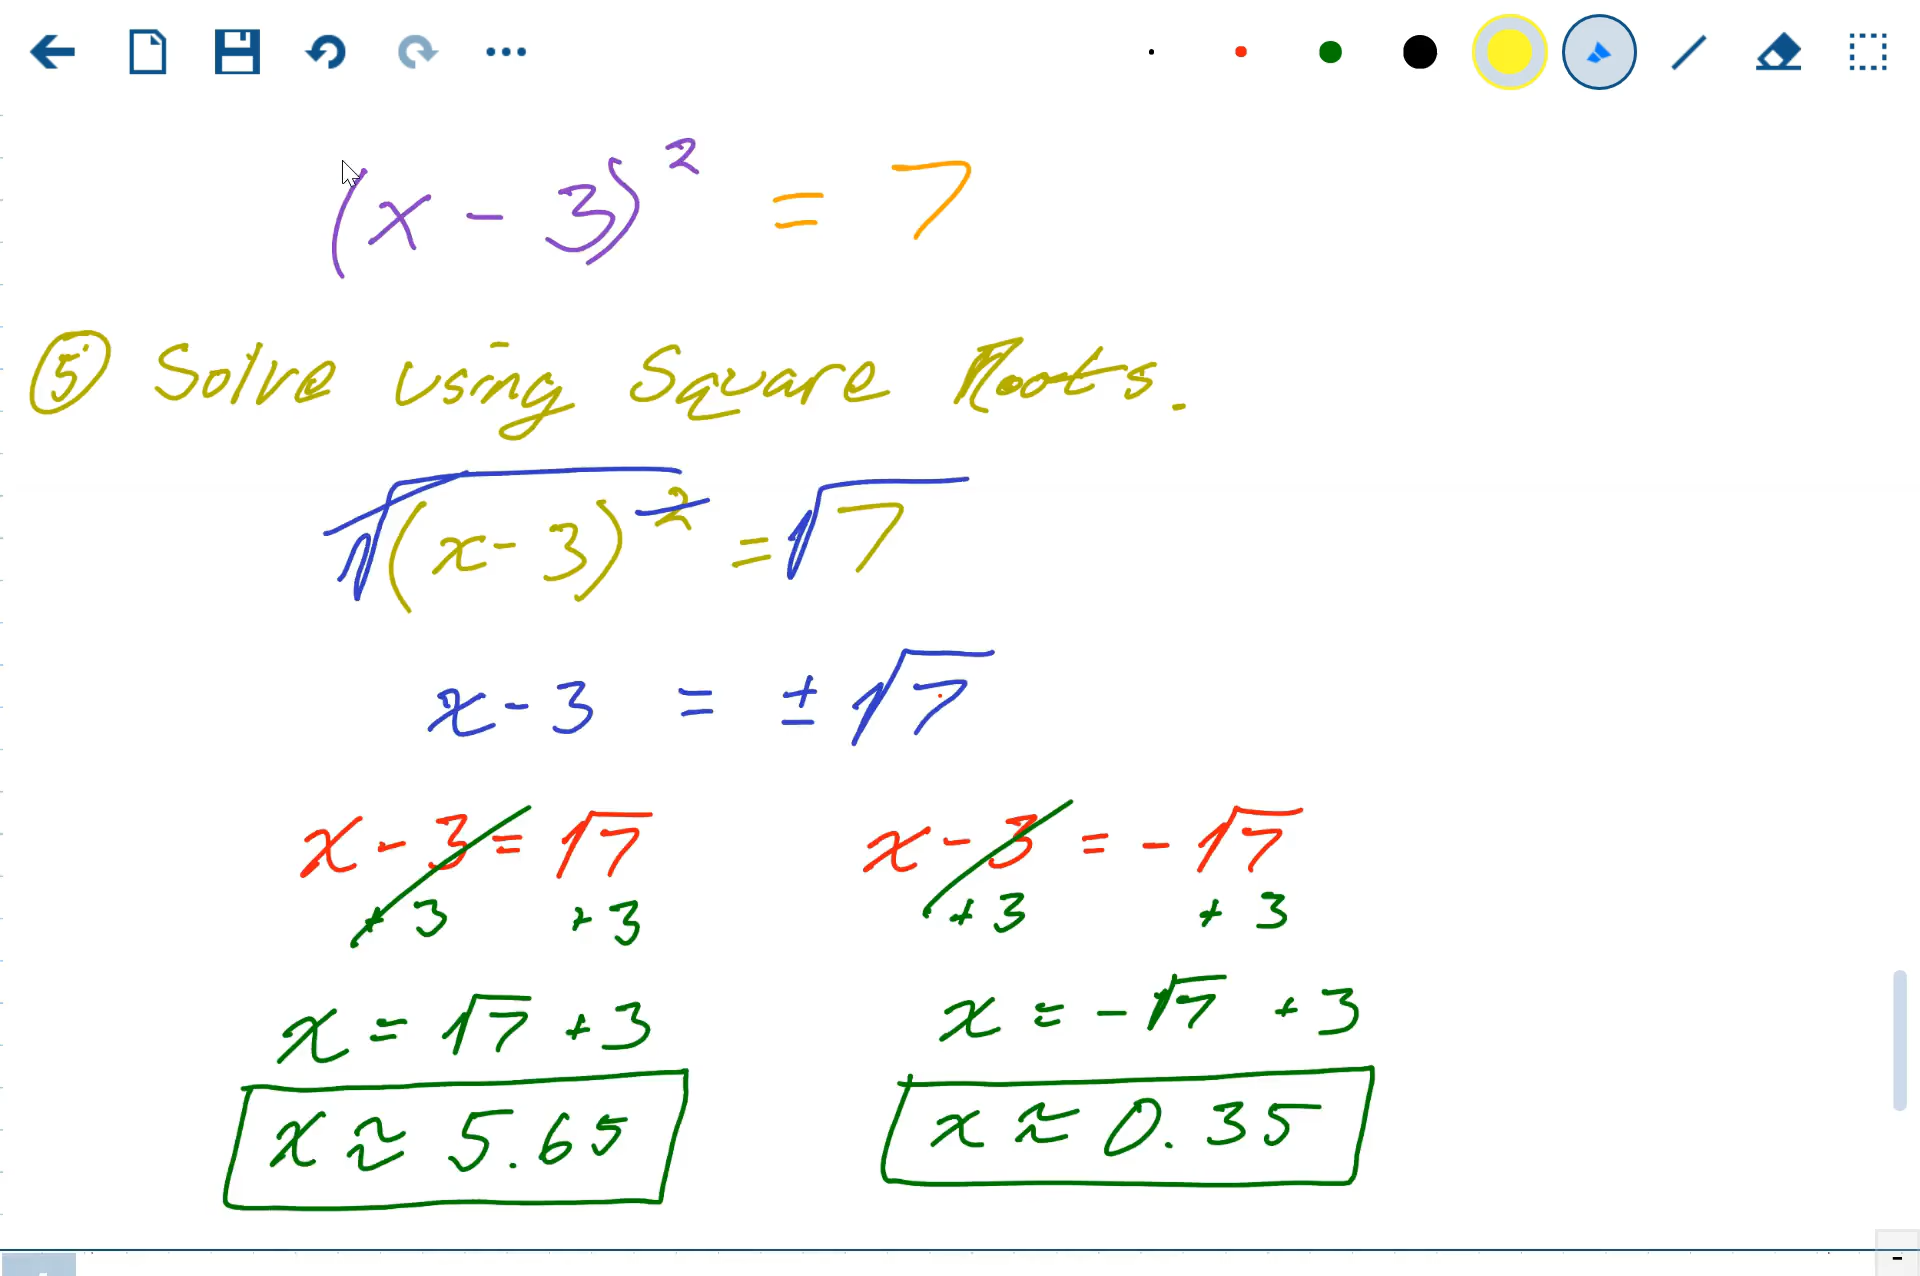 (x - 3)² = 7
⑤ Solve using Square Roots.
√(x - 3)² = √7
x - 3 = ± √7
x - 3 = √7 x - 3 = - √7
+ 3 + 3 + 3 + 3
x = √7 + 3 x = - √7 + 3
x ≈ 5.65 x ≈ 0.35